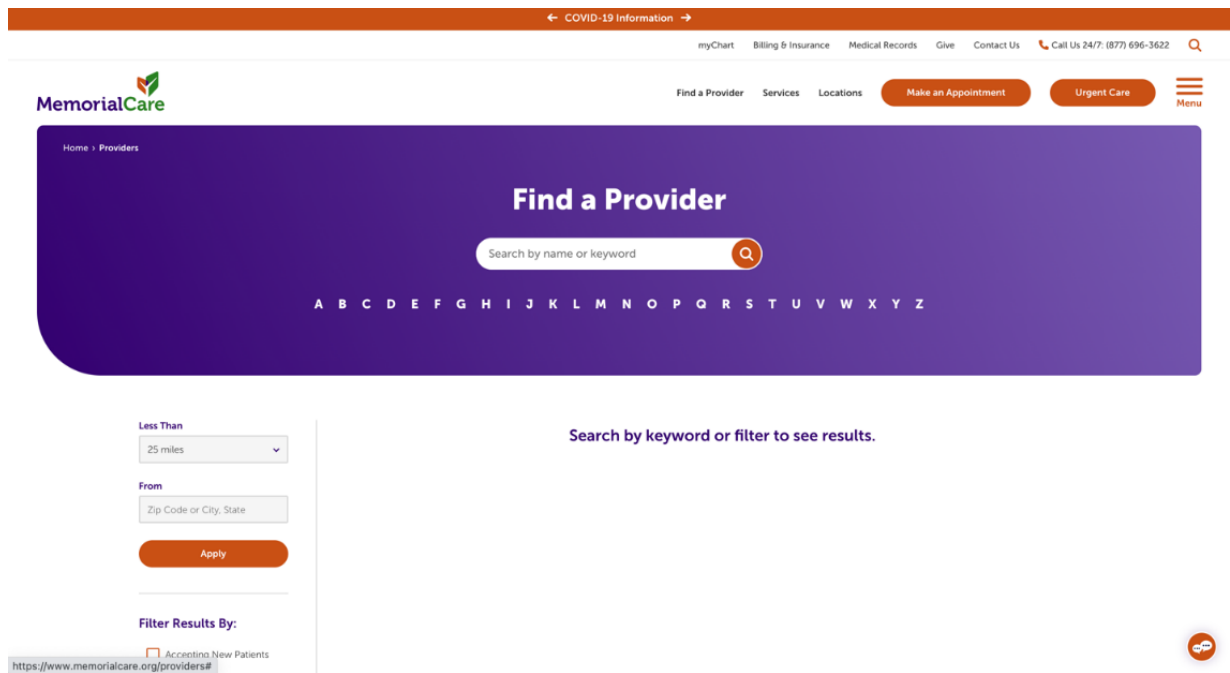 ← COVID-19 Information →
myChart Billing & Insurance Medical Records Give Contact Us Call Us 24/7: (877) 696-3622
MemorialCare
Find a Provider Services Locations Make an Appointment Urgent Care Menu
Home › Providers
Find a Provider
Search by name or keyword
A B C D E F G H I J K L M N O P Q R S T U V W X Y Z
Less Than
25 miles
From
Zip Code or City, State
Apply
Filter Results By:
Accepting New Patients
Search by keyword or filter to see results.
https://www.memorialcare.org/providers#